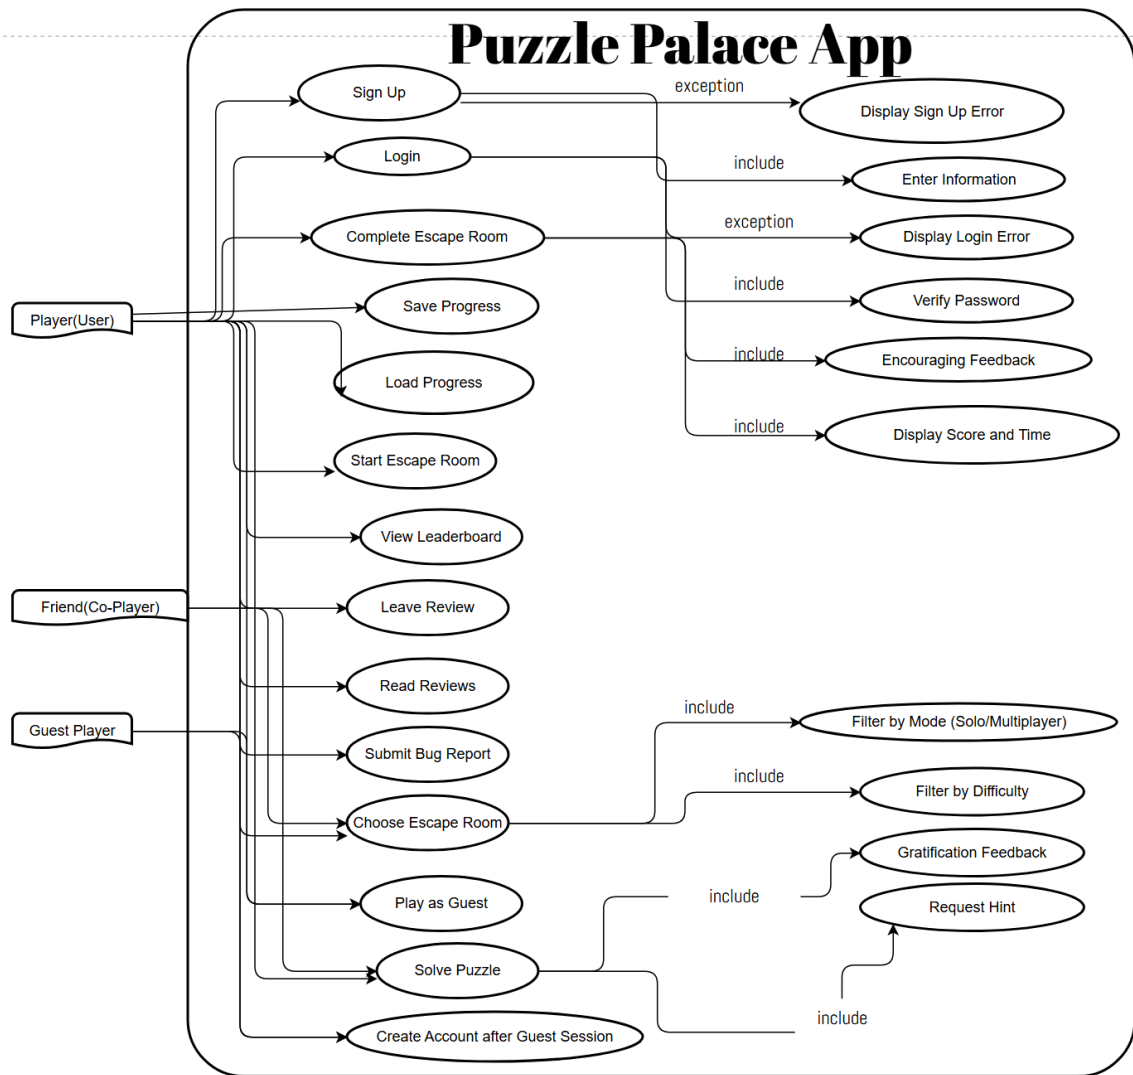 Puzzle Palace App
Sign Up
exception
Display Sign Up Error
Login
include
Enter Information
Complete Escape Room
exception
Display Login Error
Player(User)
Save Progress
include
Verify Password
Load Progress
include
Encouraging Feedback
Start Escape Room
include
Display Score and Time
View Leaderboard
Friend(Co-Player)
Leave Review
Read Reviews
Guest Player
include
Filter by Mode (Solo/Multiplayer)
Submit Bug Report
include
Filter by Difficulty
Choose Escape Room
Gratification Feedback
Play as Guest
include
Request Hint
Solve Puzzle
include
Create Account after Guest Session